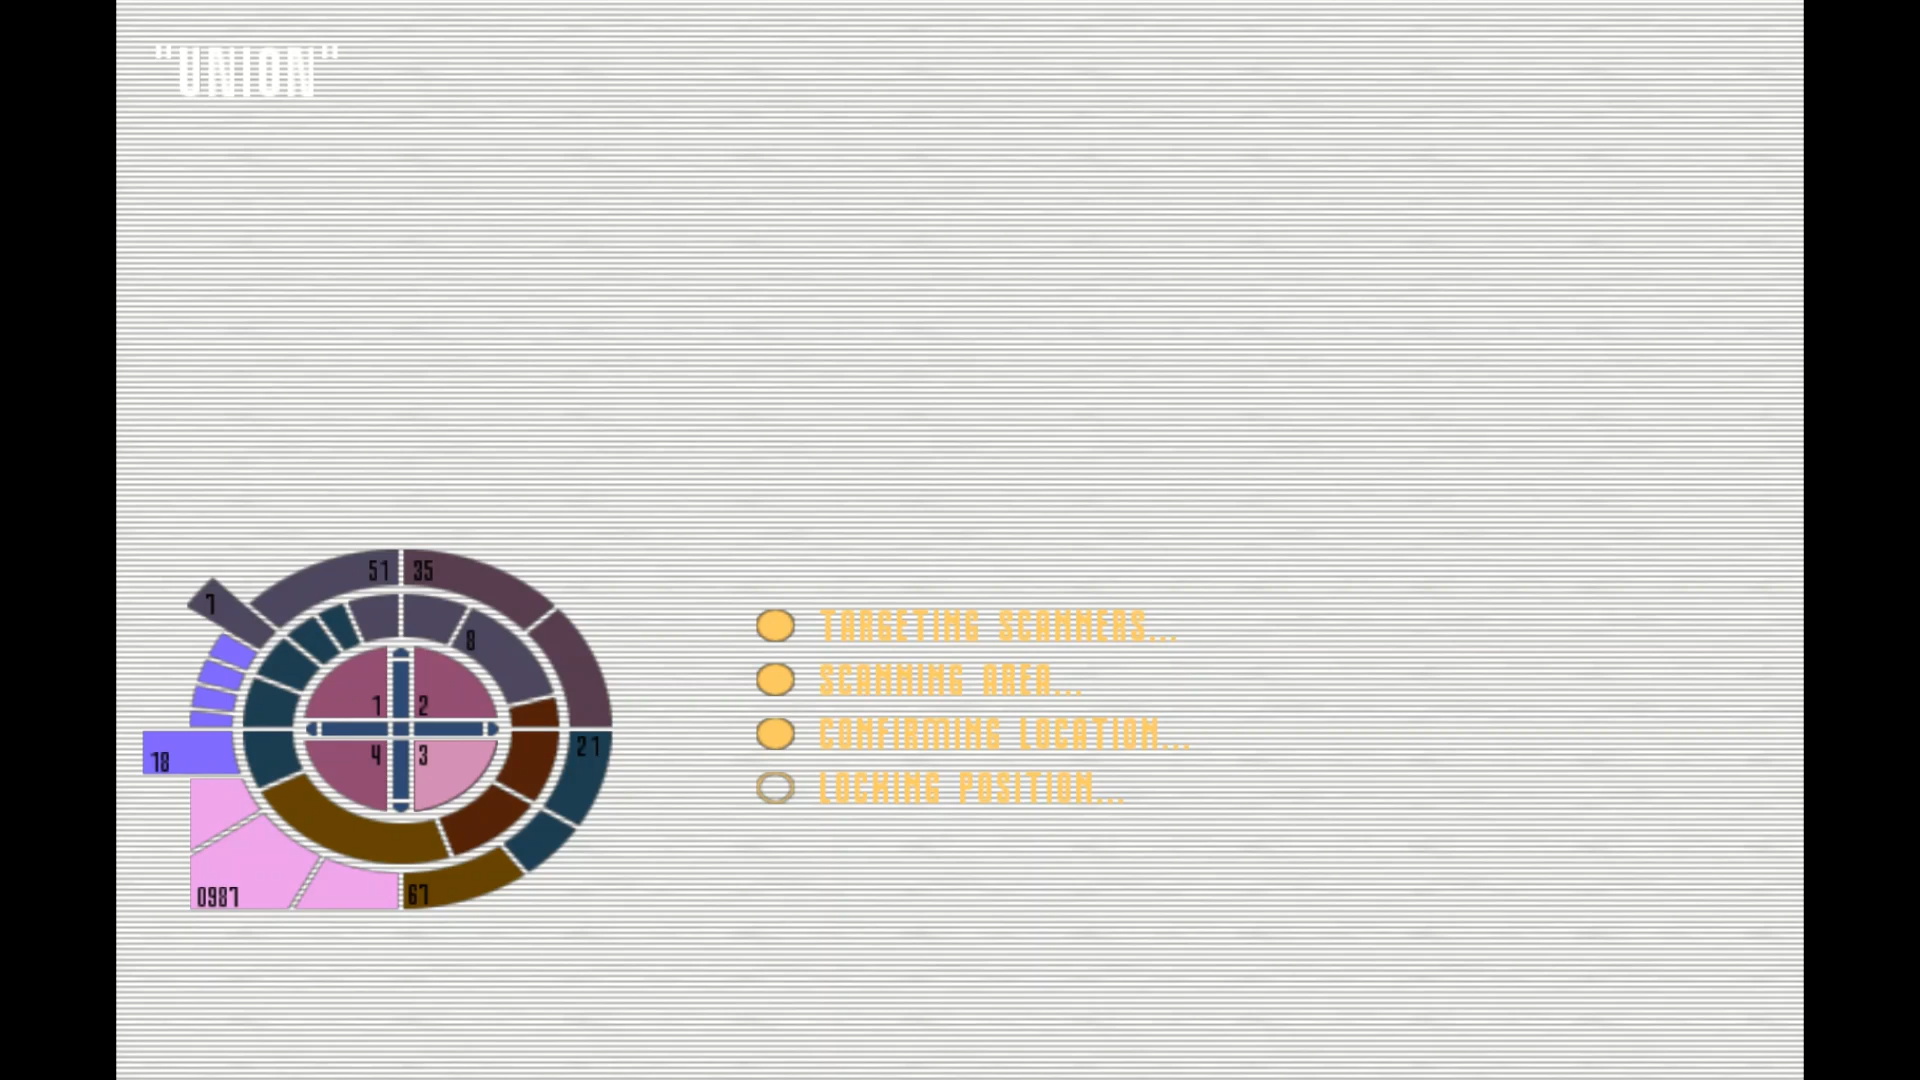 "UNION"
51 35
7
8
1 2
4 3
21
18
0987
67
TARGETING SCANNERS...
SCANNING AREA...
CONFIRMING LOCATION...
LOCKING POSITION...